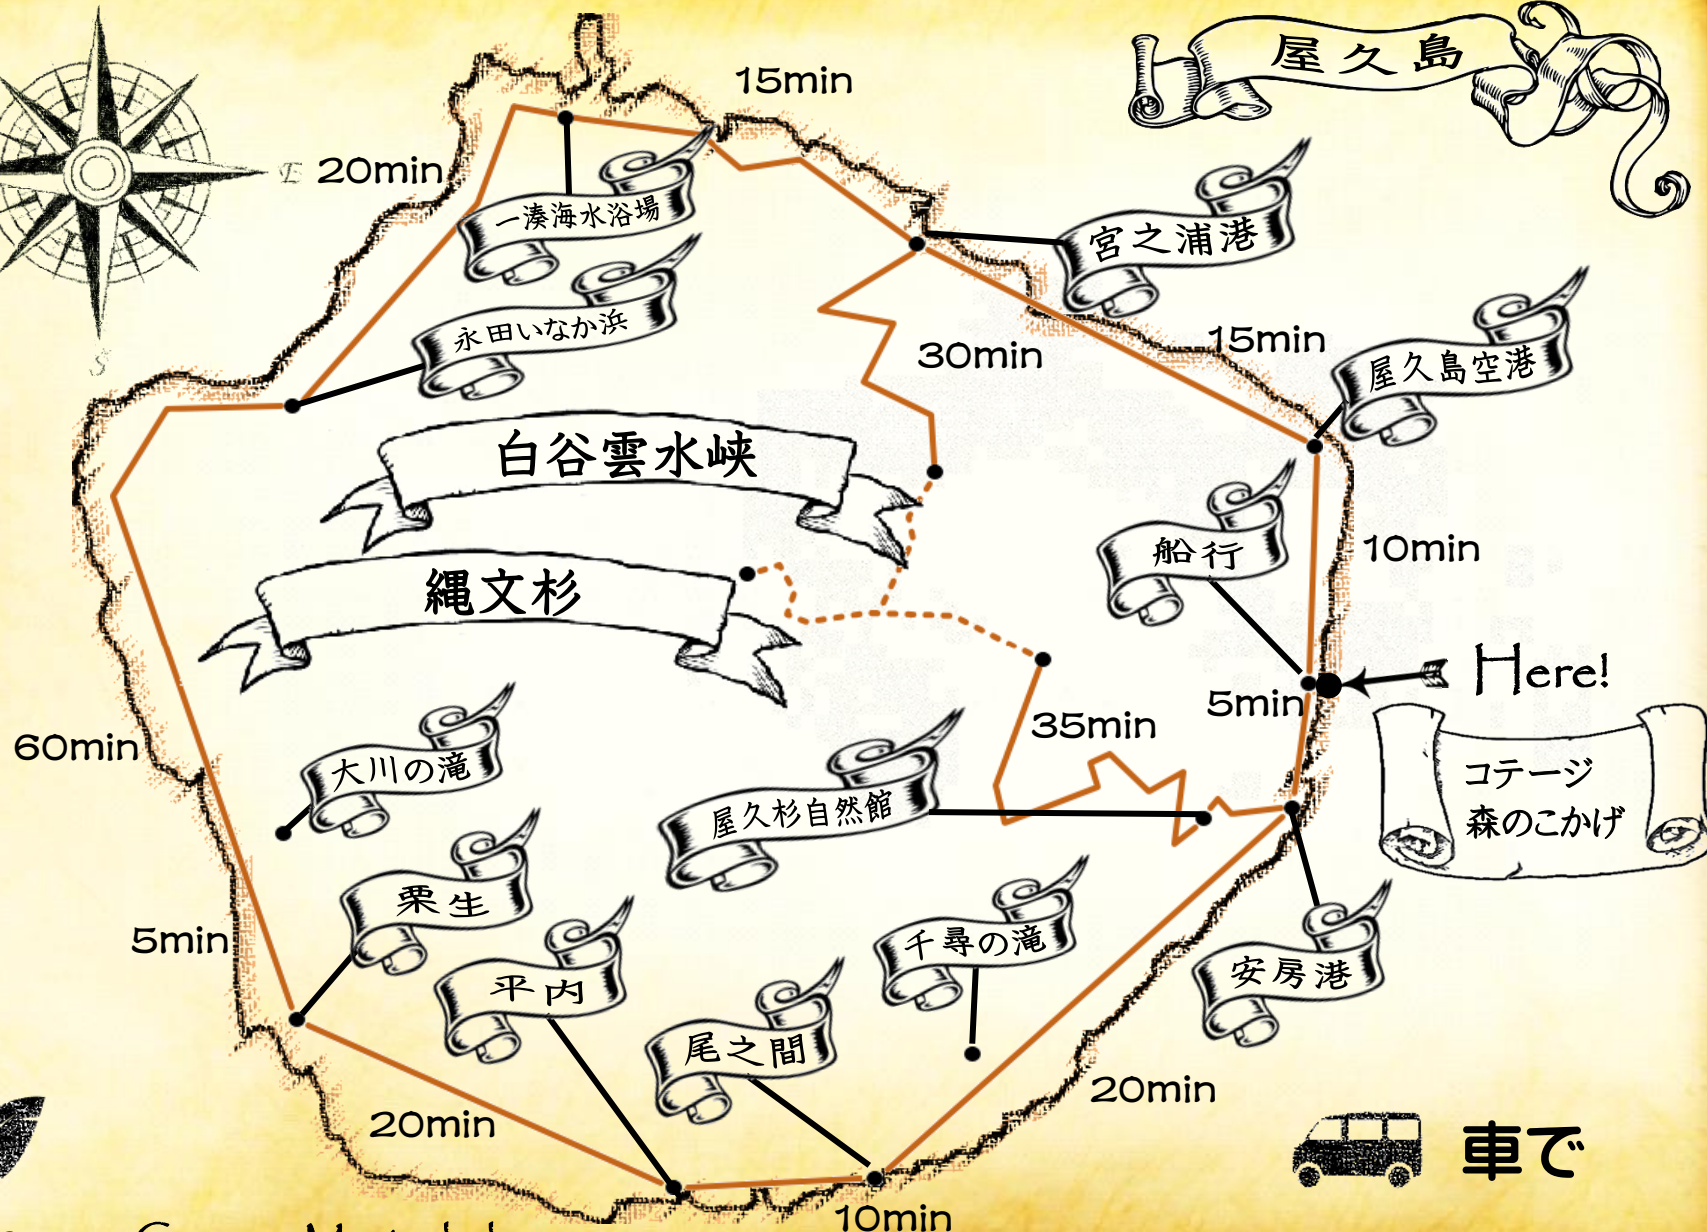 屋久島
15min
E
20min
一湊海水浴場
宮之浦港
永田いなか浜
S
30min
15min
屋久島空港
白谷雲水峡
船行
10min
縄文杉
Here!
5min
35min
60min
大川の滝
屋久杉自然館
コテージ
森のこかげ
栗生
5min
千尋の滝
安房港
平内
尾之間
20min
20min
車で
10min